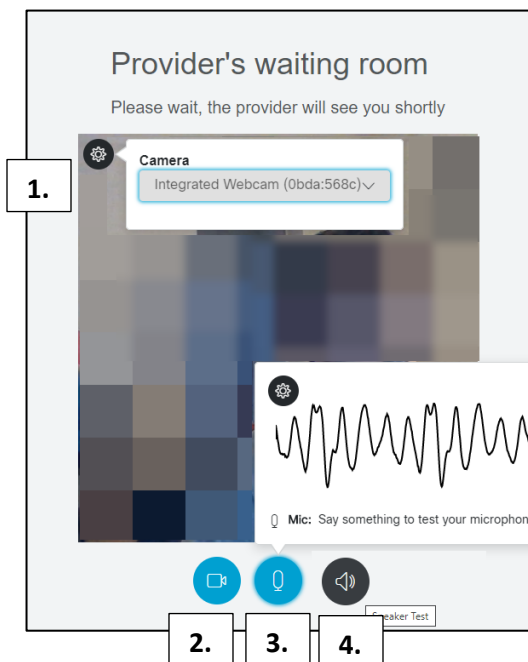 Provider's waiting room
Please wait, the provider will see you shortly
Camera
1.
Integrated Webcam (0bda:568c)
Mic: Say something to test your microphon
Speaker Test
2.
3.
4.